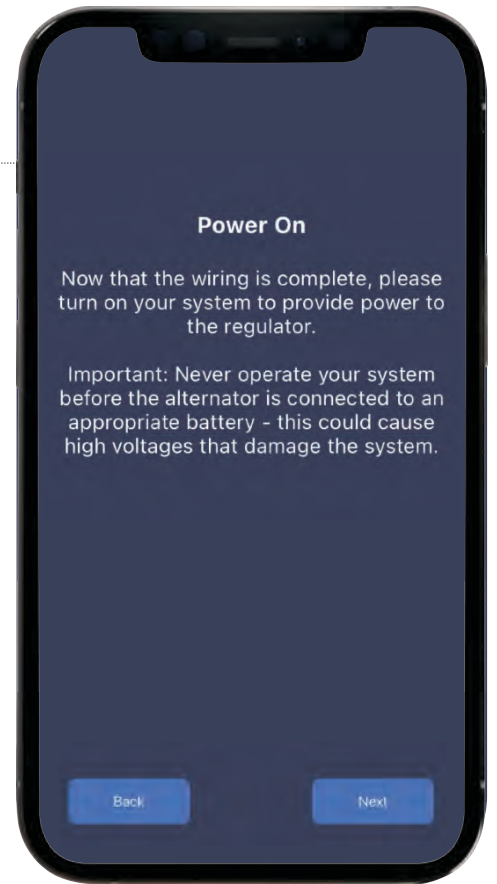 Power On
Now that the wiring is complete, please
turn on your system to provide power to
the regulator.
Important: Never operate your system
before the alternator is connected to an
appropriate battery - this could cause
high voltages that damage the system.
Back
Next